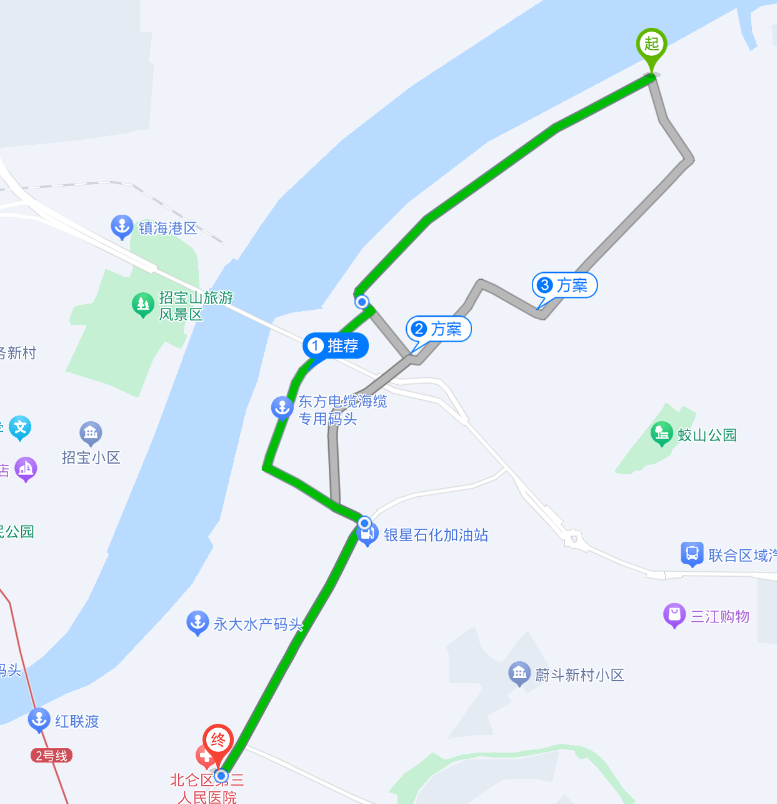 起
镇海港区
招宝山旅游
风景区
3 方案
2 方案
1 推荐
务新村
东方电缆海缆
专用码头
文
蛟山公园
招宝小区
店
民公园
银星石化加油站
联合区域汽
三江购物
永大水产码头
码头
蔚斗新村小区
红联渡
2号线
终
北仑区第三
人民医院